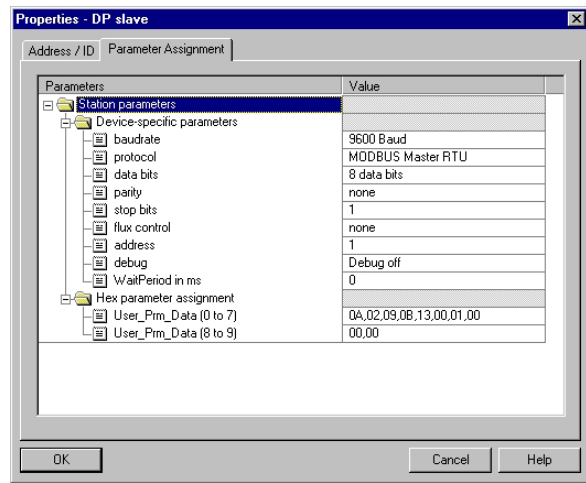 Properties - DP slave
Address / ID Parameter Assignment
Parameters Value
Station parameters
Device-specific parameters
baudrate 9600 Baud
protocol MODBUS Master RTU
data bits 8 data bits
parity none
stop bits 1
flux control none
address 1
debug Debug off
WaitPeriod in ms 0
Hex parameter assignment
User_Prm_Data (0 to 7) 0A,02,09,0B,13,00,01,00
User_Prm_Data (8 to 9) 00,00
OK Cancel Help